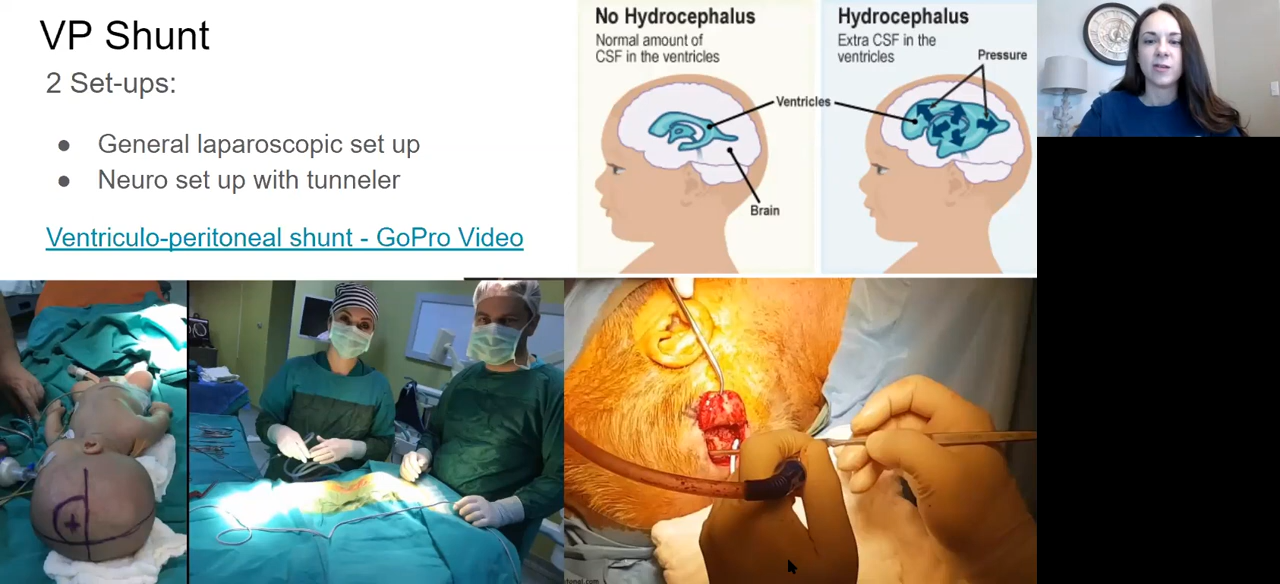 VP Shunt
2 Set-ups:
● General laparoscopic set up
● Neuro set up with tunneler
Ventriculo-peritoneal shunt - GoPro Video
No Hydrocephalus
Normal amount of
CSF in the ventricles
Hydrocephalus
Extra CSF in the
ventricles
Pressure
Ventricles
Brain